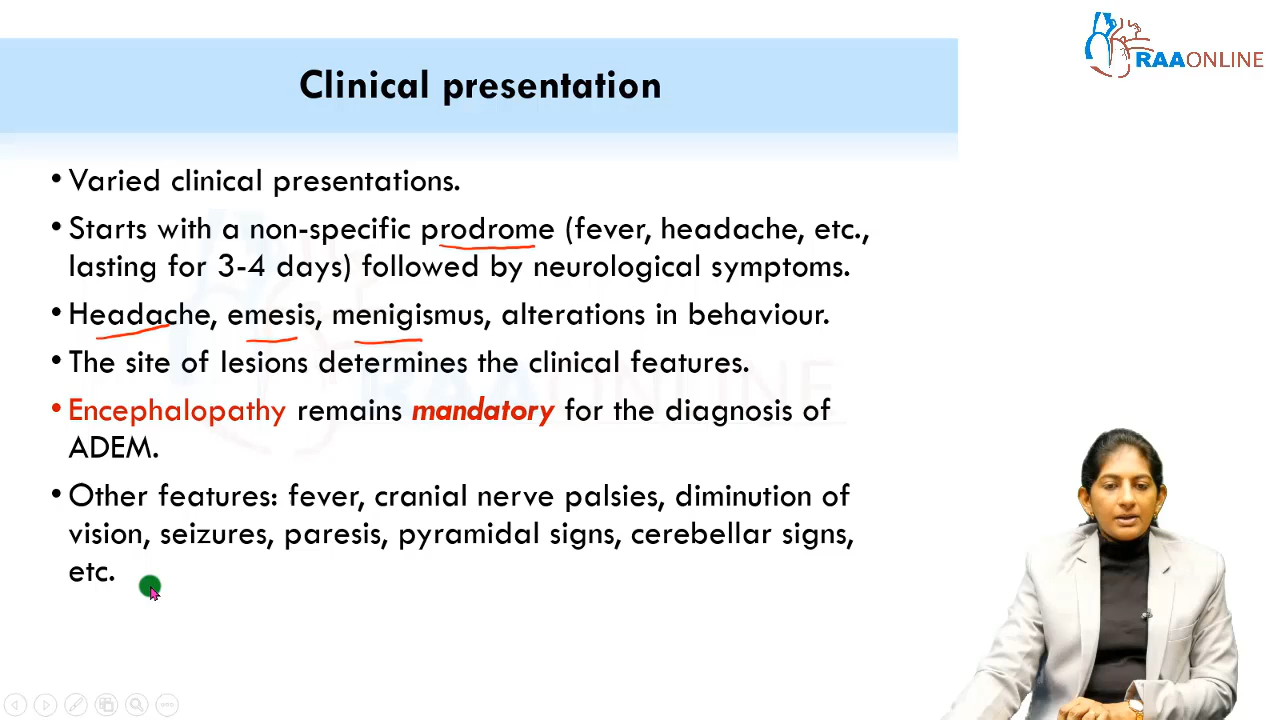 RAAONLINE
Clinical presentation
• Varied clinical presentations.
• Starts with a non-specific prodrome (fever, headache, etc.,
lasting for 3-4 days) followed by neurological symptoms.
• Headache, emesis, menigismus, alterations in behaviour.
• The site of lesions determines the clinical features.
• Encephalopathy remains mandatory for the diagnosis of
ADEM.
• Other features: fever, cranial nerve palsies, diminution of
vision, seizures, paresis, pyramidal signs, cerebellar signs,
etc.
RAAONLINE